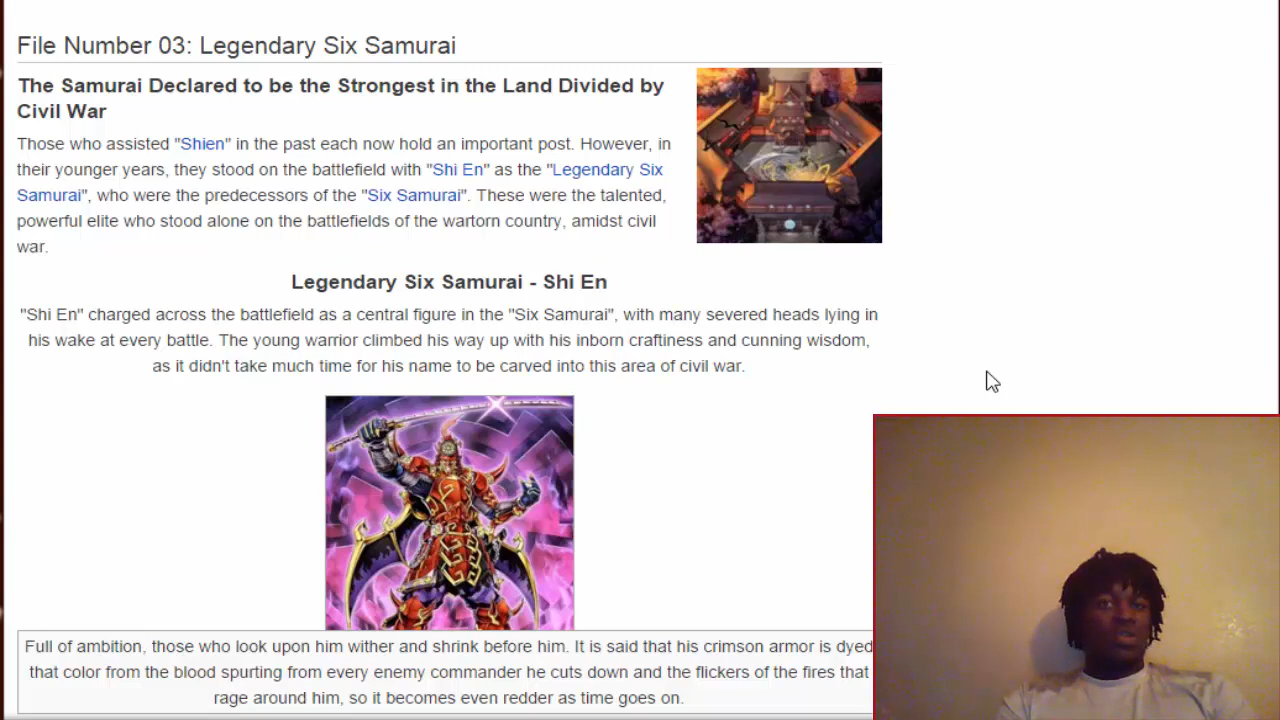 File Number 03: Legendary Six Samurai
The Samurai Declared to be the Strongest in the Land Divided by
Civil War
Those who assisted "Shien" in the past each now hold an important post. However, in
their younger years, they stood on the battlefield with "Shi En" as the "Legendary Six
Samurai", who were the predecessors of the "Six Samurai". These were the talented,
powerful elite who stood alone on the battlefields of the wartorn country, amidst civil
war.
Legendary Six Samurai - Shi En
"Shi En" charged across the battlefield as a central figure in the "Six Samurai", with many severed heads lying in
his wake at every battle. The young warrior climbed his way up with his inborn craftiness and cunning wisdom,
as it didn't take much time for his name to be carved into this area of civil war.
Full of ambition, those who look upon him wither and shrink before him. It is said that his crimson armor is dyed
that color from the blood spurting from every enemy commander he cuts down and the flickers of the fires that
rage around him, so it becomes even redder as time goes on.